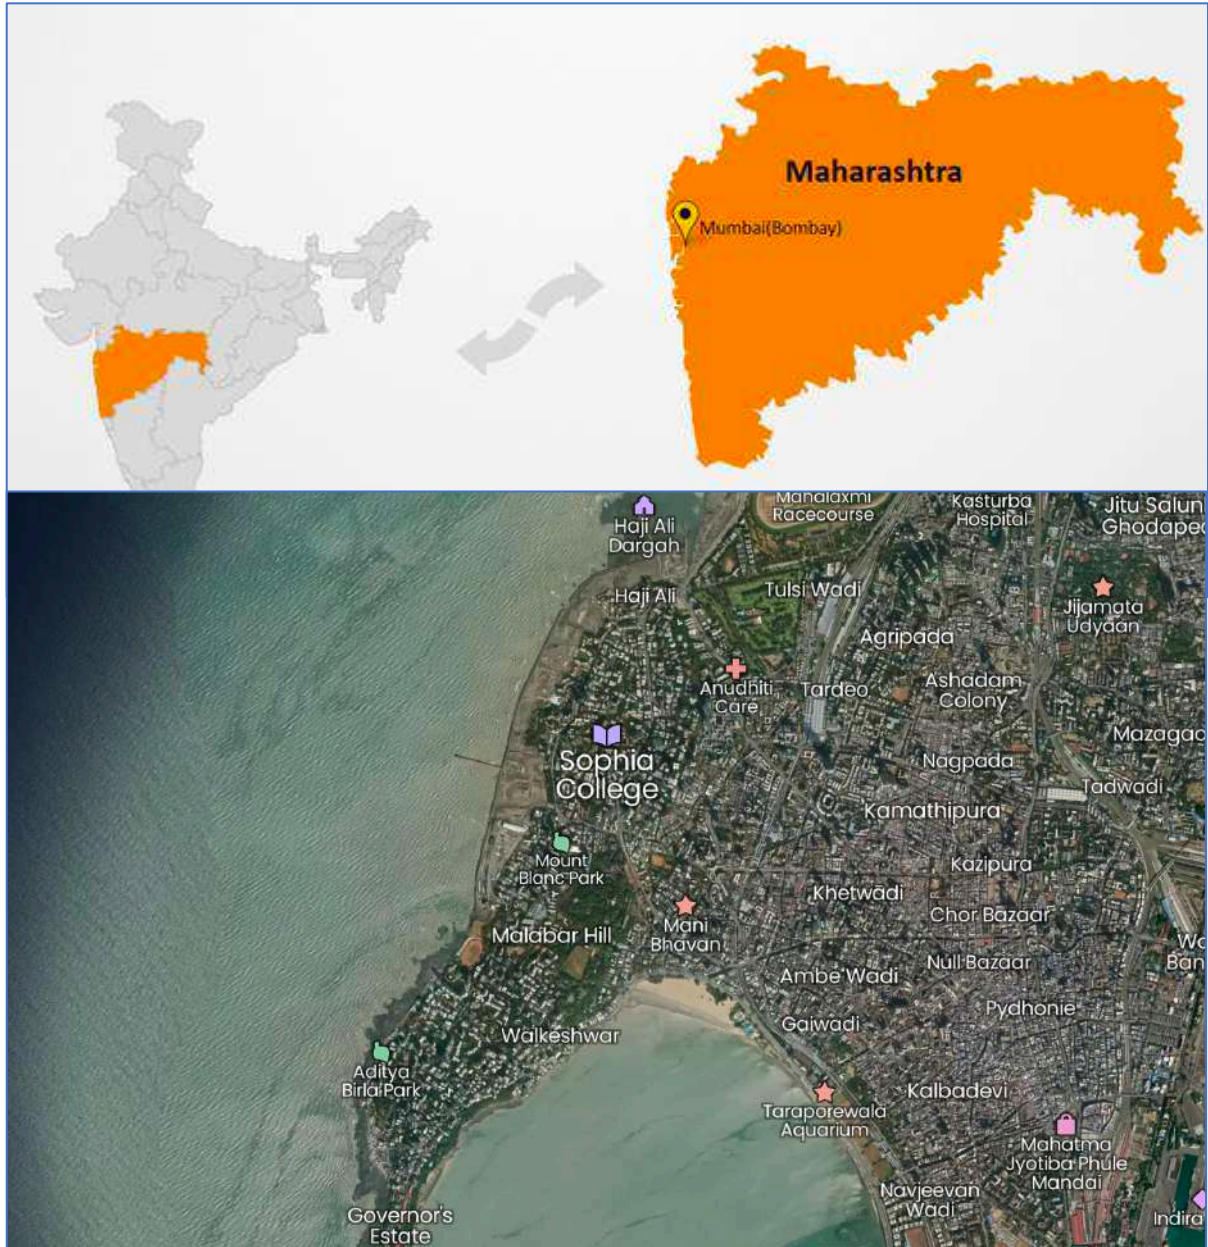 Maharashtra
Mumbai(Bombay)
Haji Ali
Dargah
Mahalaxmi
Racecourse
Kasturba
Hospital
Jitu Salun
Ghodaped
Haji Ali
Tulsi Wadi
Jijamata
Udyaan
Agripada
Anudhiti
Care
Tardeo
Ashadam
Colony
Mazagao
Sophia
College
Nagpada
Tadwadi
Kamathipura
Mount
Blanc Park
Kazipura
Khetwadi
Chor Bazaar
Malabar Hill
Mani
Bhavan
Ambe Wadi
Null Bazaar
Wa
Ban
Pydhonie
Gaiwadi
Walkeshwar
Aditya
Birla Park
Kalbadevi
Taraporewala
Aquarium
Mahatma
Jyotiba Phule
Mandai
Navjeevan
Wadi
Governor's
Estate
Indira